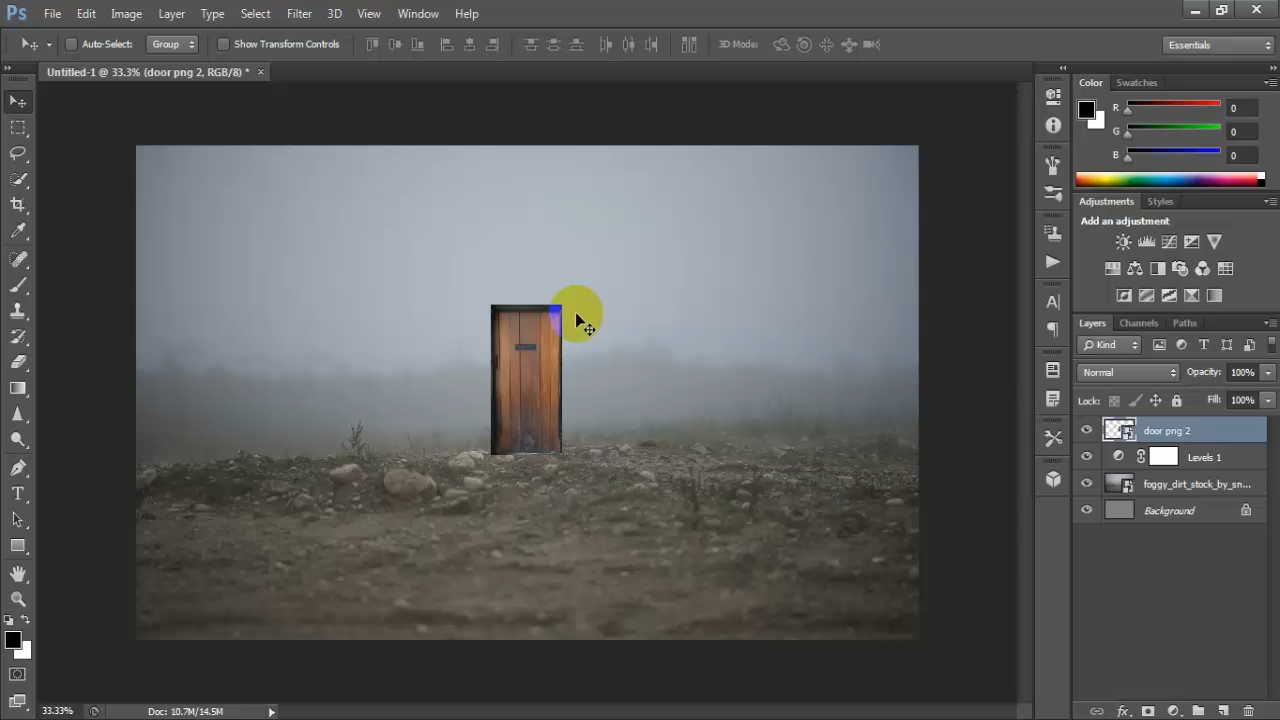 Ps File Edit Image Layer Type Select Filter 3D View Window Help
Auto-Select: Group Show Transform Controls 3D Mode: Essentials
Untitled-1 @ 33.3% (door png 2, RGB/8) * ×
Color Swatches
R 0
G 0
B 0
Adjustments Styles
Add an adjustment
Layers Channels Paths
Kind
Normal Opacity: 100%
Lock: Fill: 100%
door png 2
Levels 1
foggy_dirt_stock_by_sn...
Background
33.33% Doc: 10.7M/14.5M